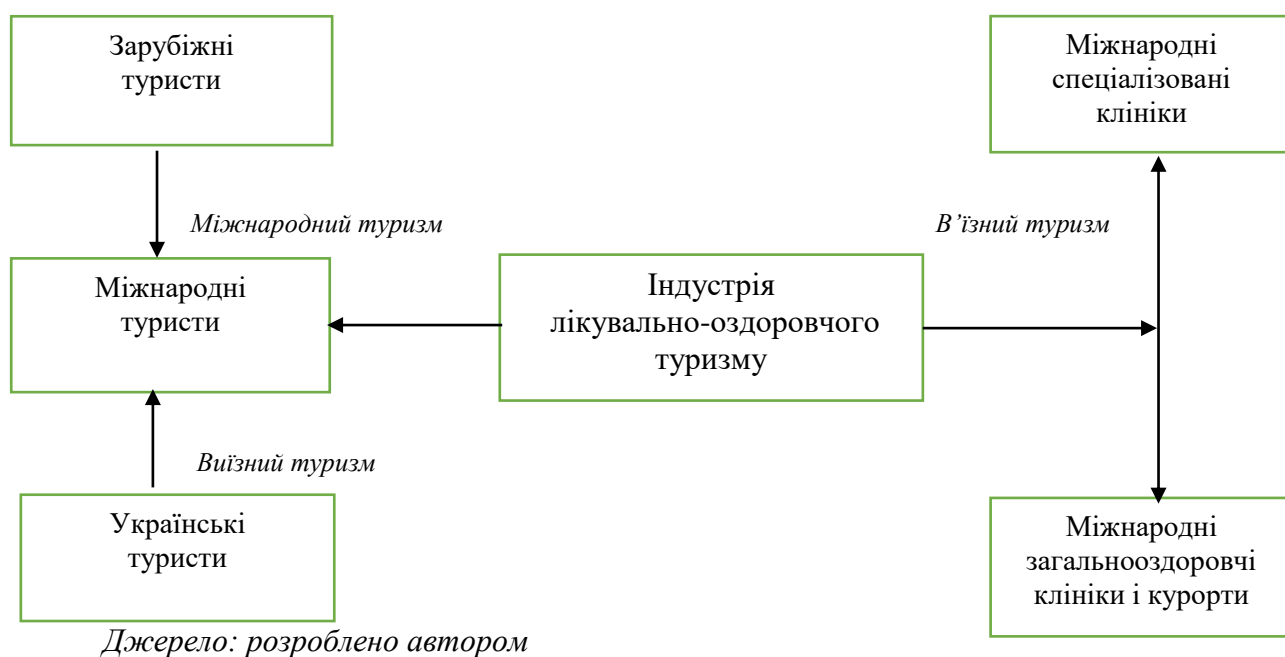 Зарубіжні
туристи
Міжнародні
спеціалізовані
клініки
Міжнародний туризм
В’їзний туризм
Міжнародні
туристи
Індустрія
лікувально-оздоровчого
туризму
Виїзний туризм
Українські
туристи
Міжнародні
загальнооздоровчі
клініки і курорти
Джерело: розроблено автором